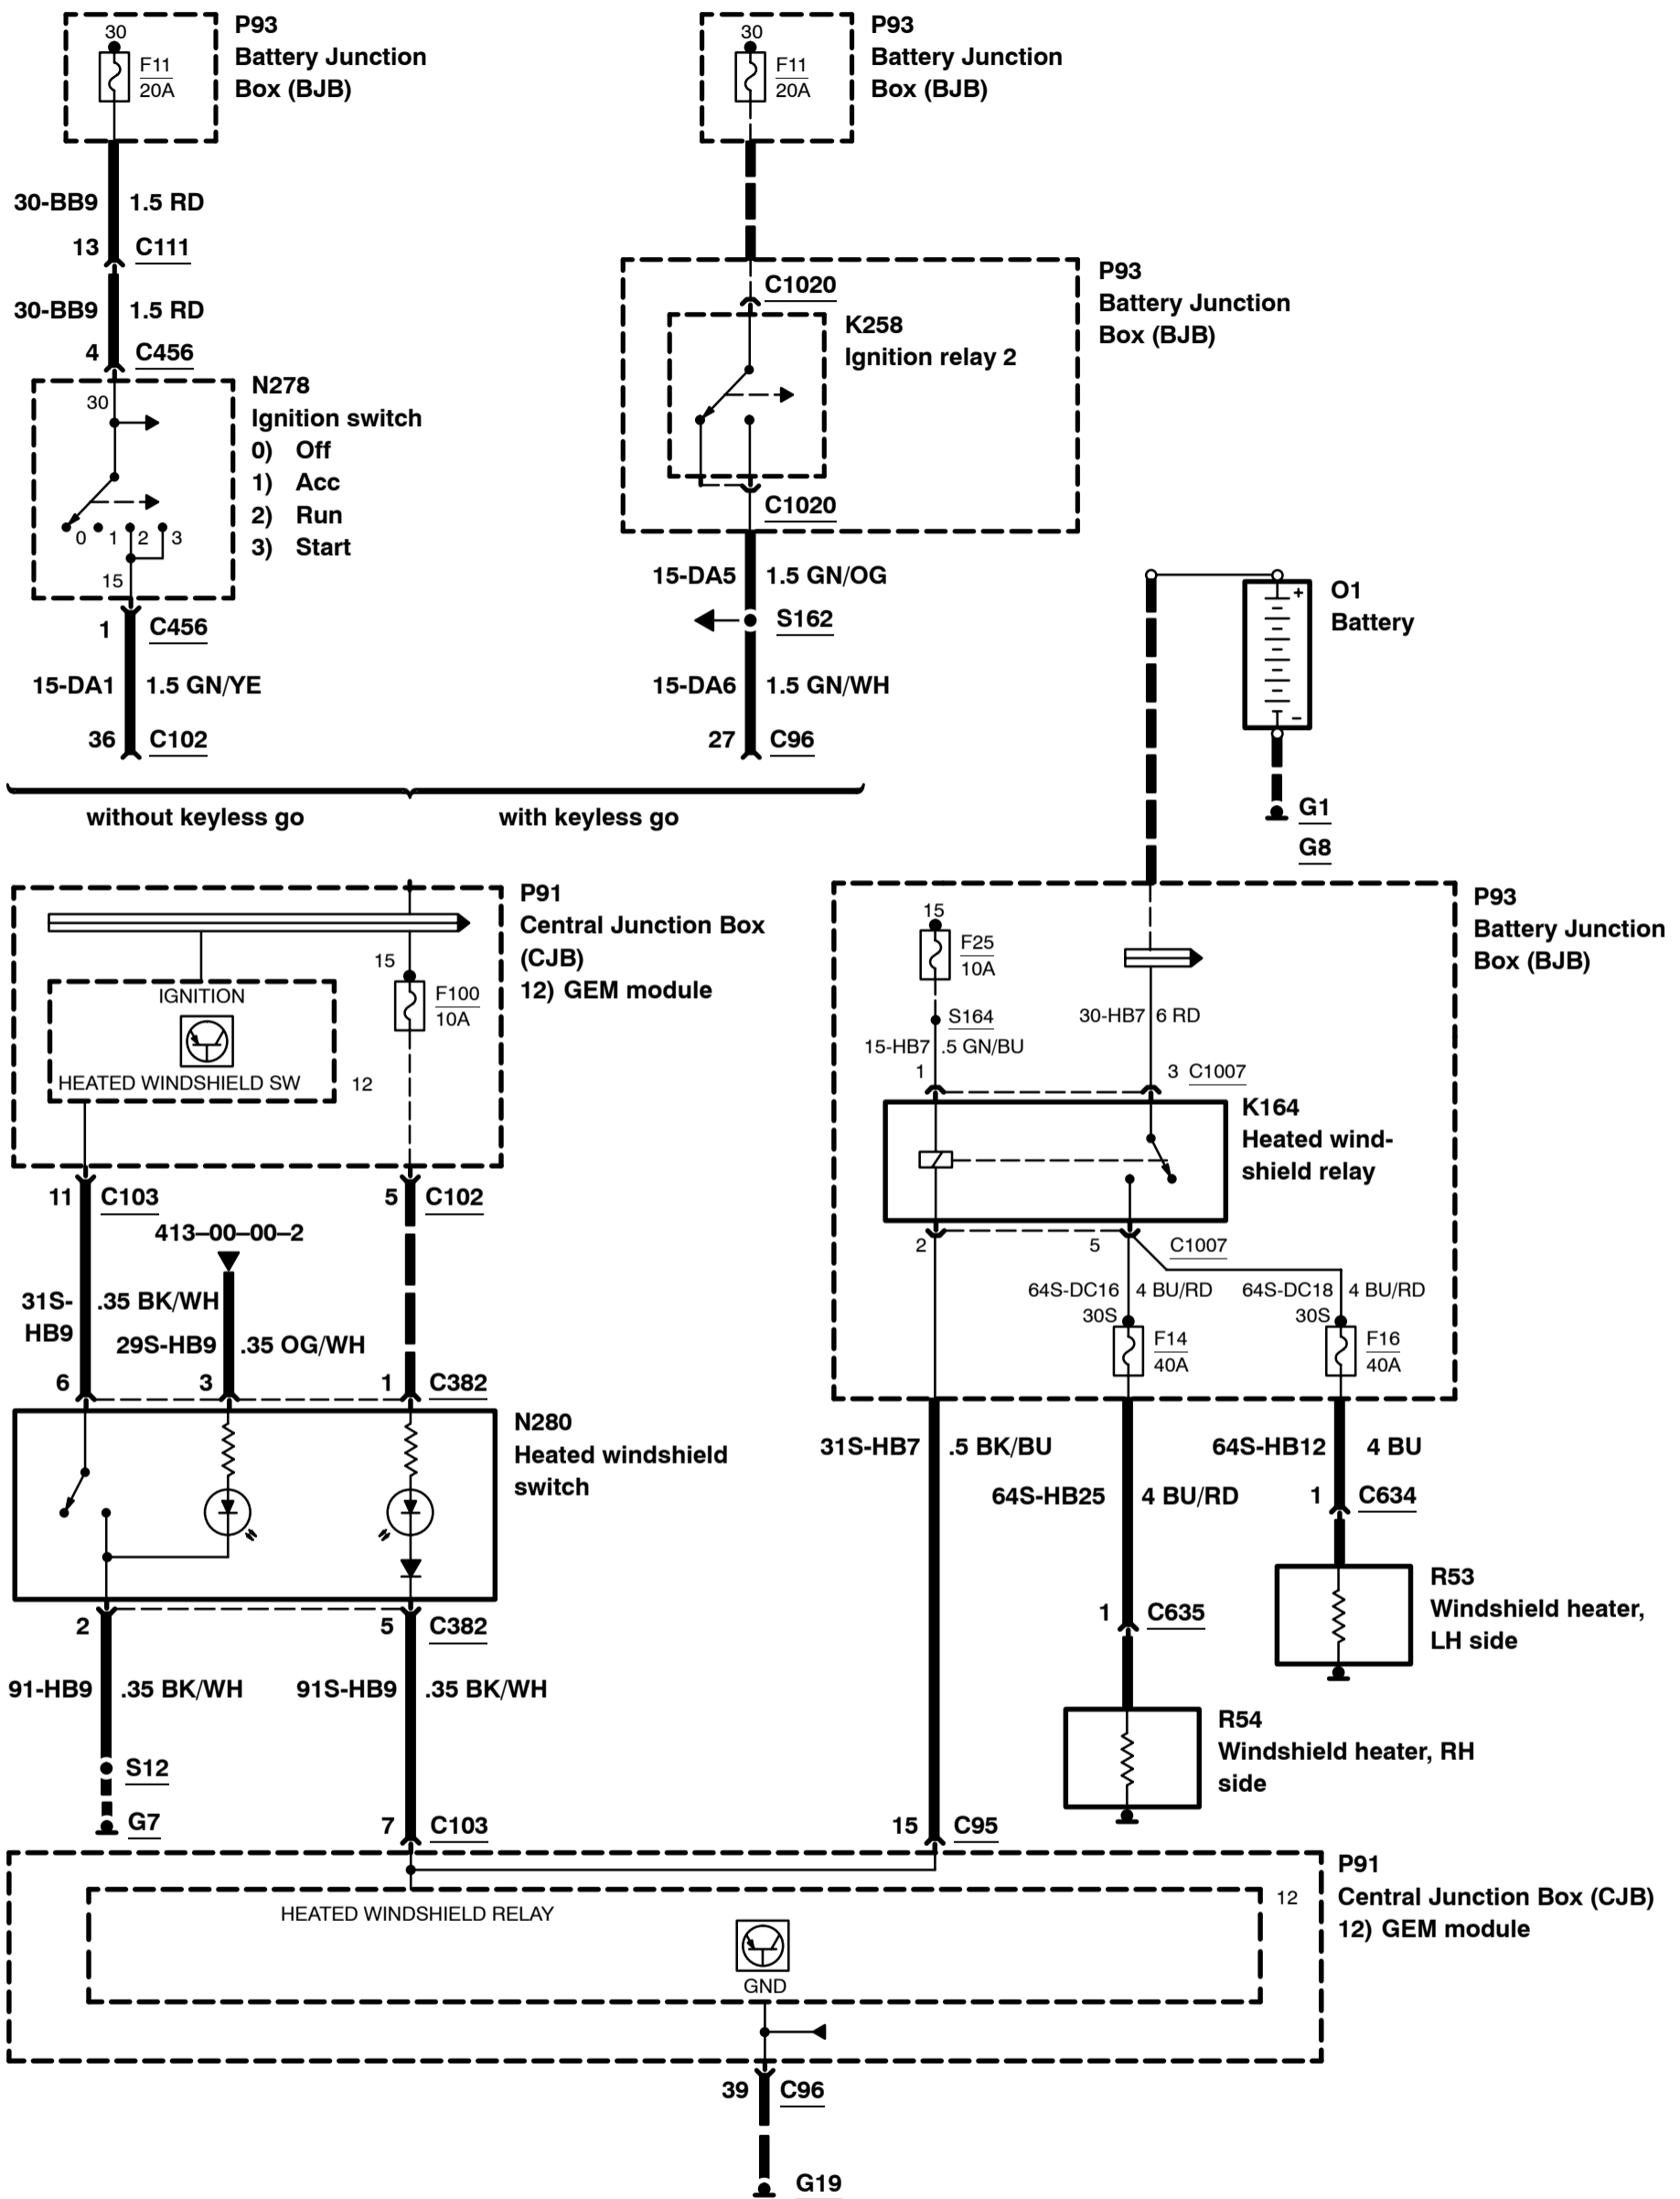 30
F11
20A
P93
Battery Junction
Box (BJB)
30-BB9 1.5 RD
13 C111
30-BB9 1.5 RD
4 C456
30
N278
Ignition switch
0) Off
1) Acc
2) Run
3) Start
0 1 2 3
15
1 C456
15-DA1 1.5 GN/YE
36 C102
30
F11
20A
P93
Battery Junction
Box (BJB)
C1020
K258
Ignition relay 2
P93
Battery Junction
Box (BJB)
C1020
15-DA5 1.5 GN/OG
S162
15-DA6 1.5 GN/WH
27 C96
without keyless go
with keyless go
+
–
O1
Battery
G1
G8
P91
Central Junction Box
(CJB)
12) GEM module
15
F100
10A
IGNITION
HEATED WINDSHIELD SW
12
11 C103
5 C102
413–00–00–2
31S-
HB9
.35 BK/WH
29S-HB9 .35 OG/WH
6 3 1 C382
N280
Heated windshield
switch
2 5 C382
91-HB9 .35 BK/WH
91S-HB9 .35 BK/WH
S12
G7
7 C103
P93
Battery Junction
Box (BJB)
15
F25
10A
S164
15-HB7 .5 GN/BU
30-HB7 6 RD
1 3 C1007
K164
Heated wind-
shield relay
2 5 C1007
64S-DC16 4 BU/RD
64S-DC18 4 BU/RD
30S
F14
40A
30S
F16
40A
31S-HB7 .5 BK/BU
64S-HB12 4 BU
64S-HB25 4 BU/RD
1 C634
R53
Windshield heater,
LH side
1 C635
R54
Windshield heater, RH
side
15 C95
P91
Central Junction Box (CJB)
12) GEM module
12
HEATED WINDSHIELD RELAY
GND
39 C96
G19